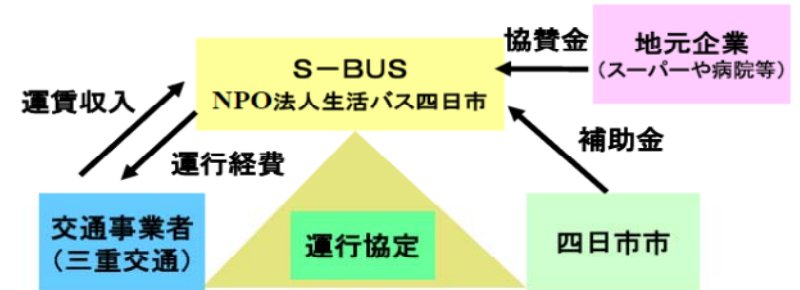 協賛金
地元企業
(スーパーや病院等)
S－BUS
NPO法人生活バス四日市
運賃収入
運行経費
補助金
交通事業者
(三重交通)
運行協定
四日市市